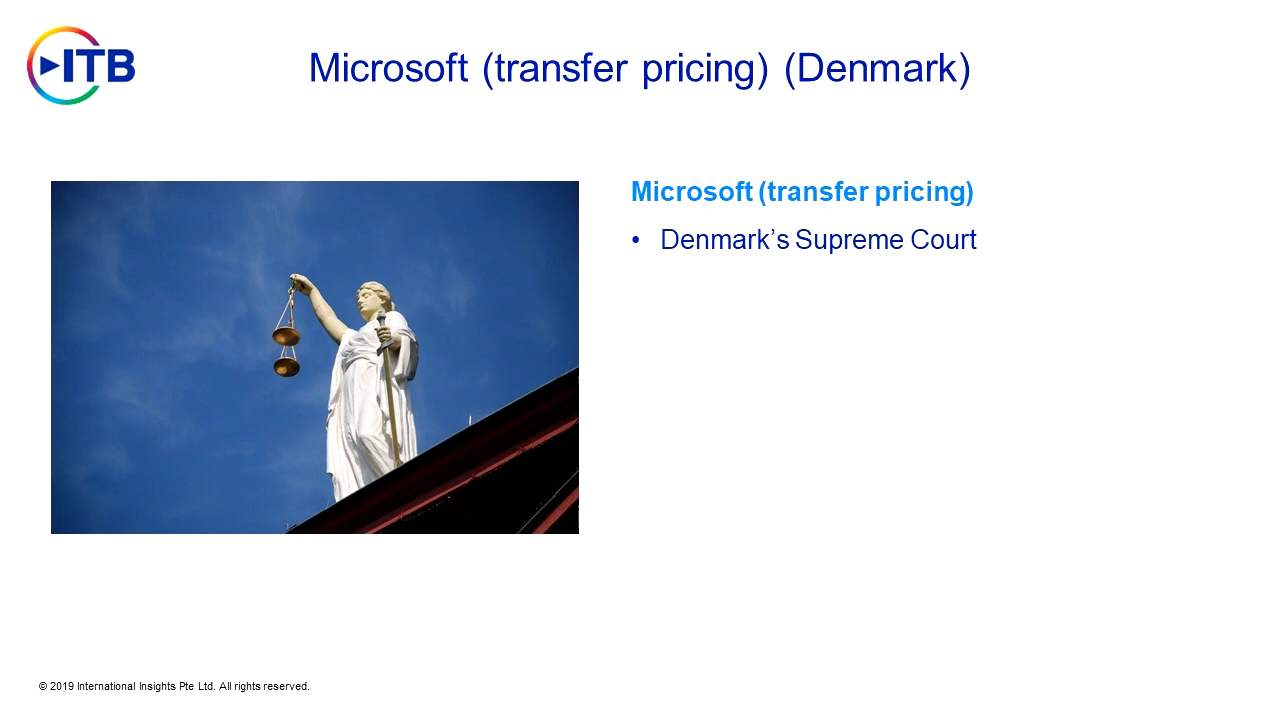 ITB
Microsoft (transfer pricing) (Denmark)
Microsoft (transfer pricing)
• Denmark’s Supreme Court
© 2019 International Insights Pte Ltd. All rights reserved.